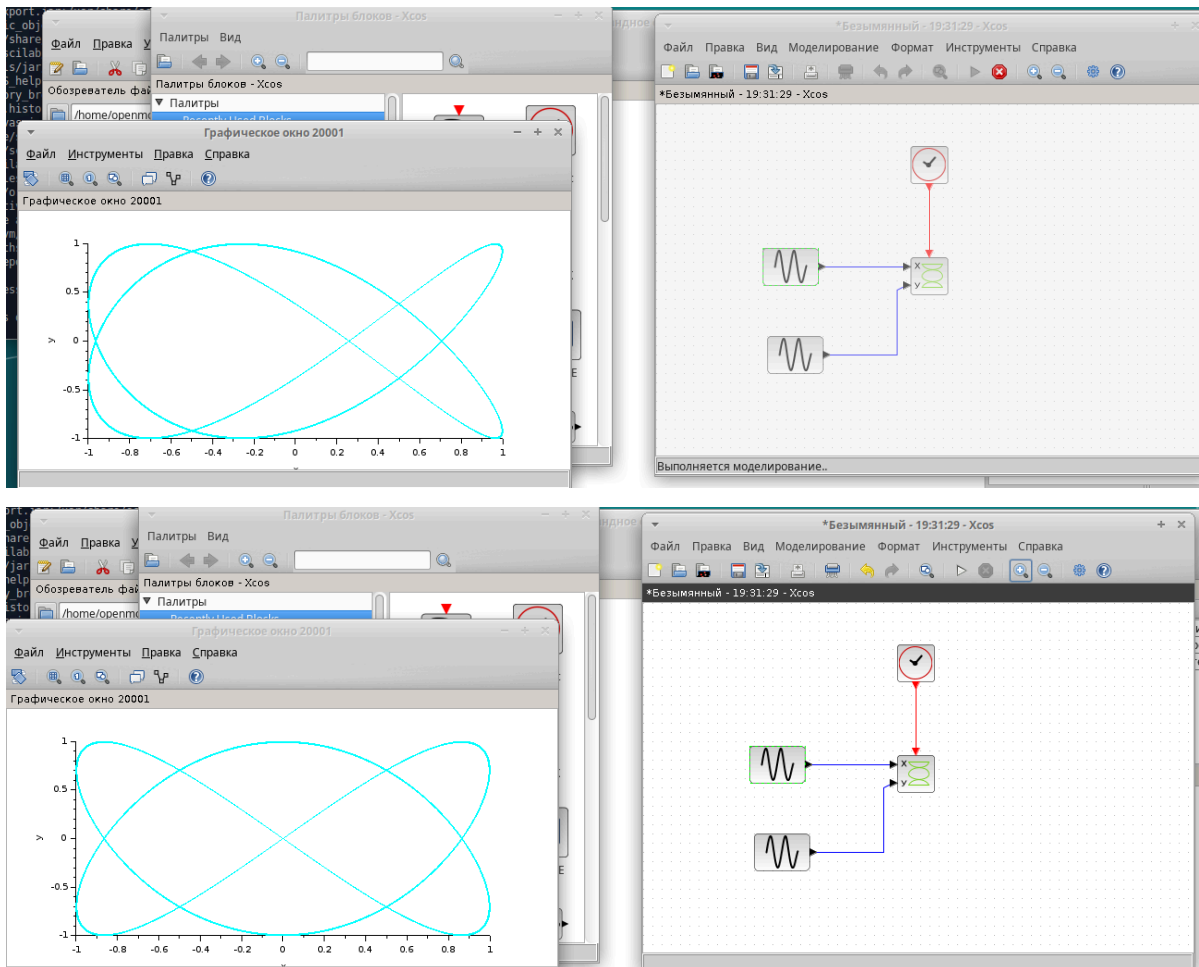 Палитры блоков - Xcos
Файл Правка
Палитры Вид
Палитры блоков - Xcos
Обозреватель фай
Палитры
/home/openmo
Recently Used Blocks
Графическое окно 20001
Файл Инструменты Правка Справка
Графическое окно 20001
y
1
0.5
0
-0.5
-1
-1 -0.8 -0.6 -0.4 -0.2 0 0.2 0.4 0.6 0.8 1
E
*Безымянный - 19:31:29 - Xcos
Файл Правка Вид Моделирование Формат Инструменты Справка
*Безымянный - 19:31:29 - Xcos
X
Y
Выполняется моделирование..
Палитры блоков - Xcos
Файл Правка
Палитры Вид
Палитры блоков - Xcos
Обозреватель фай
Палитры
/home/openmo
Recently Used Blocks
Графическое окно 20001
Файл Инструменты Правка Справка
Графическое окно 20001
y
1
0.5
0
-0.5
-1
-1 -0.8 -0.6 -0.4 -0.2 0 0.2 0.4 0.6 0.8 1
E
*Безымянный - 19:31:29 - Xcos
Файл Правка Вид Моделирование Формат Инструменты Справка
*Безымянный - 19:31:29 - Xcos
X
Y